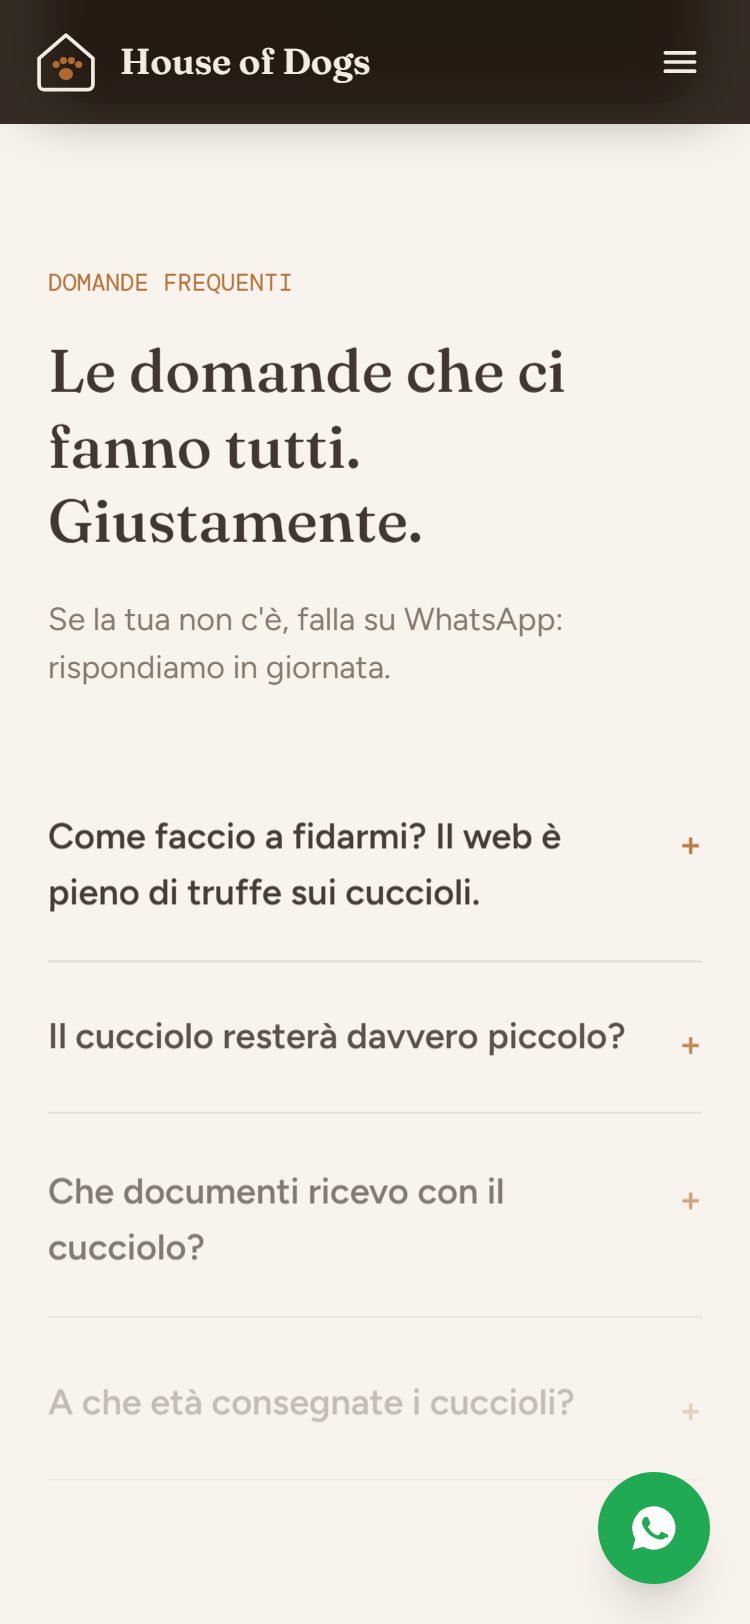 House of Dogs
DOMANDE FREQUENTI
Le domande che ci
fanno tutti.
Giustamente.
Se la tua non c'è, falla su WhatsApp:
rispondiamo in giornata.
Come faccio a fidarmi? Il web è
pieno di truffe sui cuccioli.
+
Il cucciolo resterà davvero piccolo?
+
Che documenti ricevo con il
cucciolo?
+
A che età consegnate i cuccioli?
+